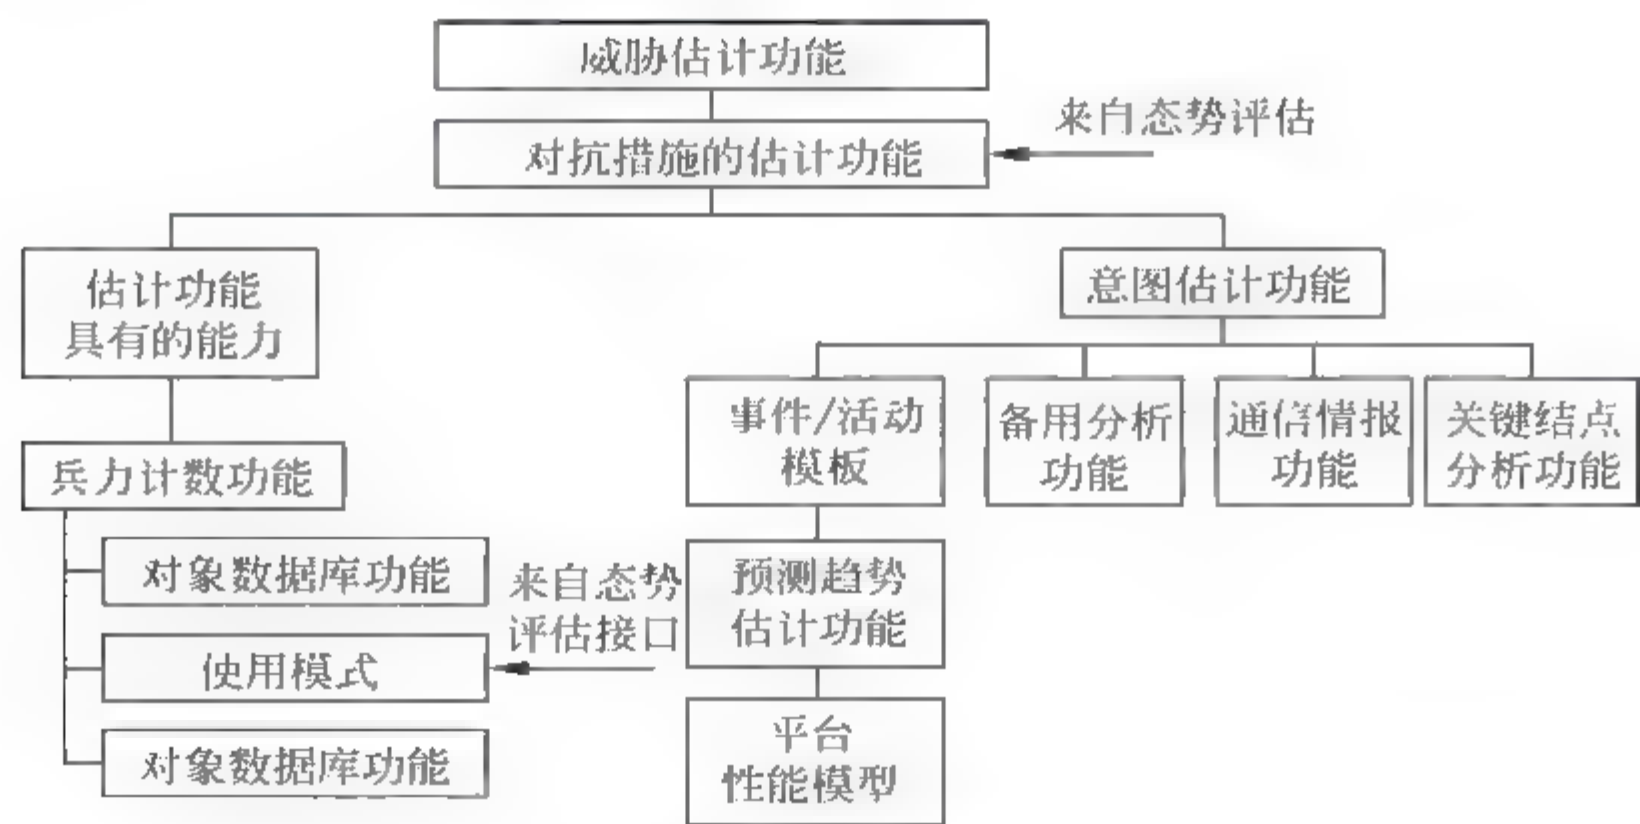 威胁估计功能
来自态势评估
对抗措施的估计功能
估计功能
具有的能力
意图估计功能
事件/活动
模板
备用分析
功能
通信情报
功能
关键结点
分析功能
兵力计数功能
对象数据库功能
来自态势
评估接口
预测趋势
估计功能
使用模式
对象数据库功能
平台
性能模型